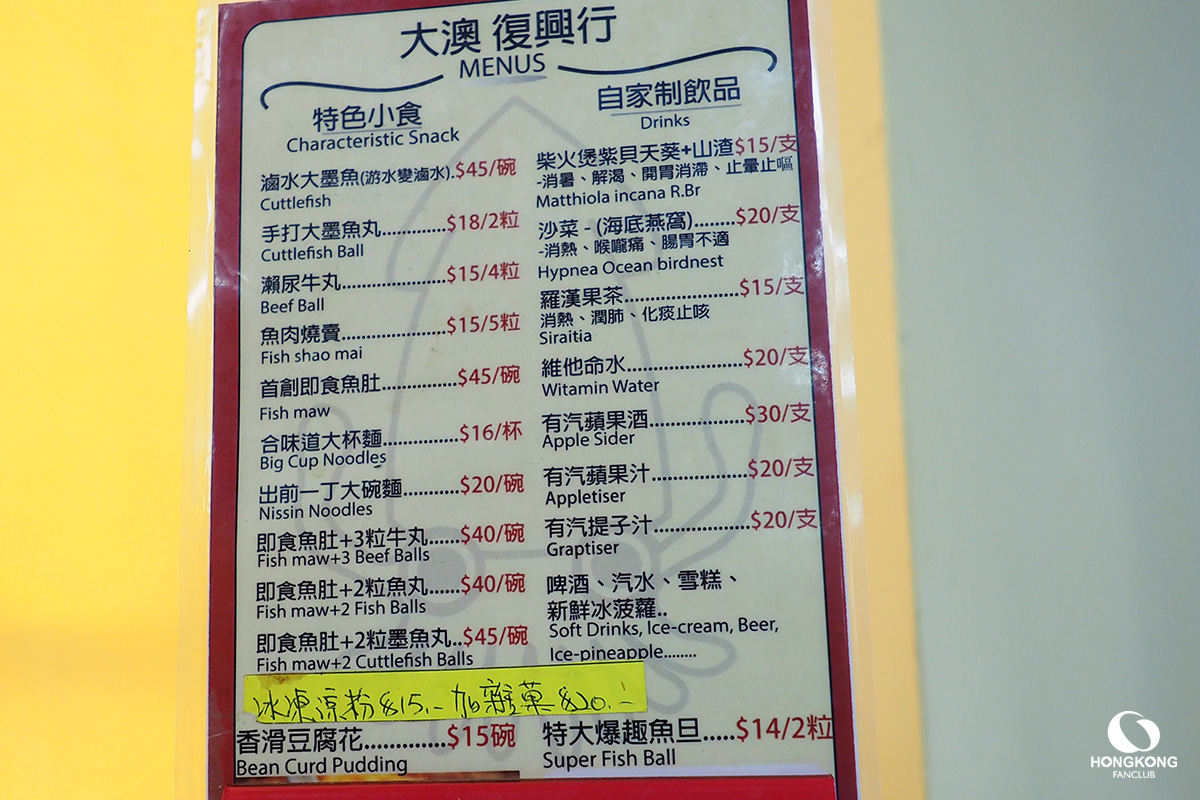 大澳 復興行
MENUS
特色小食
Characteristic Snack
滷水大墨魚(游水變滷水).$45/碗
Cuttlefish
手打大墨魚丸.............$18/2粒
Cuttlefish Ball
瀨尿牛丸......................$15/4粒
Beef Ball
魚肉燒賣......................$15/5粒
Fish shao mai
首創即食魚肚................$45/碗
Fish maw
合味道大杯麵................$16/杯
Big Cup Noodles
出前一丁大碗麵............$20/碗
Nissin Noodles
即食魚肚+3粒牛丸......$40/碗
Fish maw+3 Beef Balls
即食魚肚+2粒魚丸......$40/碗
Fish maw+2 Fish Balls
即食魚肚+2粒墨魚丸..$45/碗
Fish maw+2 Cuttlefish Balls
自家制飲品
Drinks
柴火煲紫貝天葵+山渣$15/支
-消暑、解渴、開胃消滯、止暈止嘔
Matthiola incana R.Br
沙菜 - (海底燕窩)........$20/支
-消熱、喉嚨痛、腸胃不適
Hypnea Ocean birdnest
羅漢果茶......................$15/支
消熱、潤肺、化痰止咳
Siraitia
維他命水......................$20/支
Witamin Water
有汽蘋果酒..................$30/支
Apple Sider
有汽蘋果汁..................$20/支
Appletiser
有汽提子汁..................$20/支
Graptiser
啤酒、汽水、雪糕、
新鮮冰菠蘿..
Soft Drinks, Ice-cream, Beer,
Ice-pineapple........
冰凍涼粉 $15.- 加雜菓 $20.-
香滑豆腐花..............$15碗
Bean Curd Pudding
特大爆趣魚旦.....$14/2粒
Super Fish Ball
HONGKONG
FANCLUB